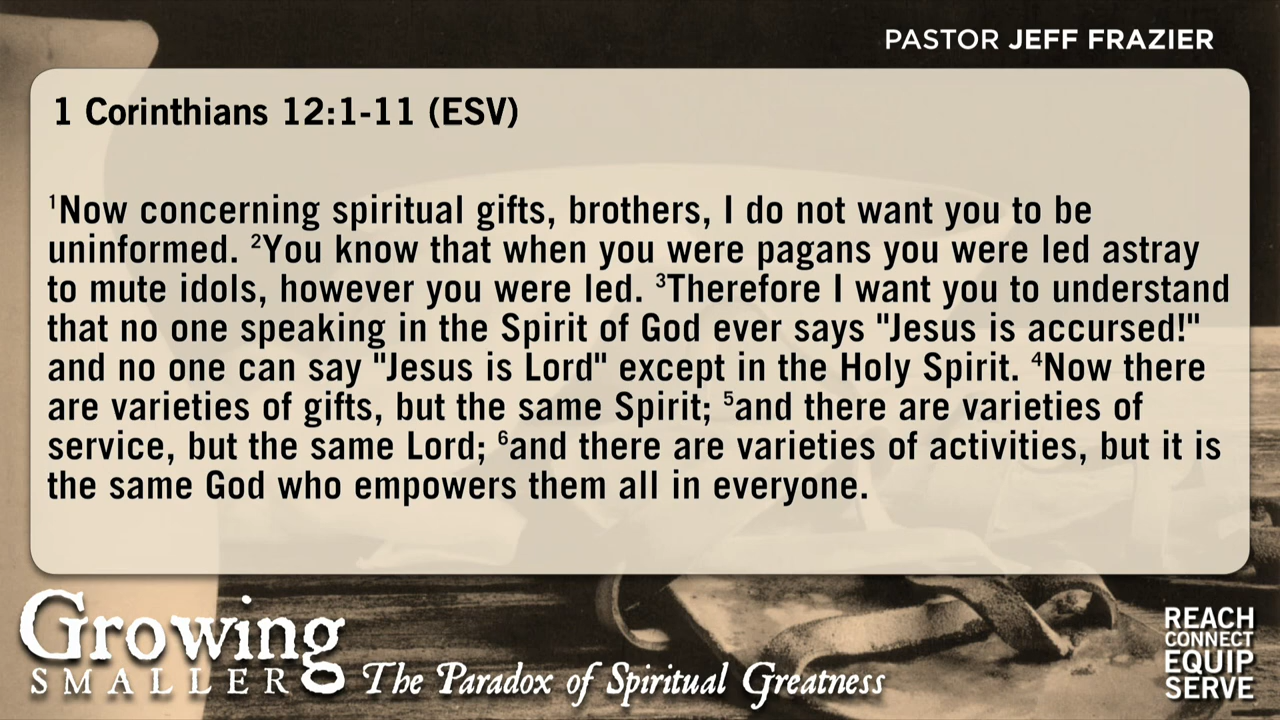 PASTOR JEFF FRAZIER
1 Corinthians 12:1-11 (ESV)
¹Now concerning spiritual gifts, brothers, I do not want you to be
uninformed. ²You know that when you were pagans you were led astray
to mute idols, however you were led. ³Therefore I want you to understand
that no one speaking in the Spirit of God ever says "Jesus is accursed!"
and no one can say "Jesus is Lord" except in the Holy Spirit. ⁴Now there
are varieties of gifts, but the same Spirit; ⁵and there are varieties of
service, but the same Lord; ⁶and there are varieties of activities, but it is
the same God who empowers them all in everyone.
Growing
SMALLER
The Paradox of Spiritual Greatness
REACH
CONNECT
EQUIP
SERVE